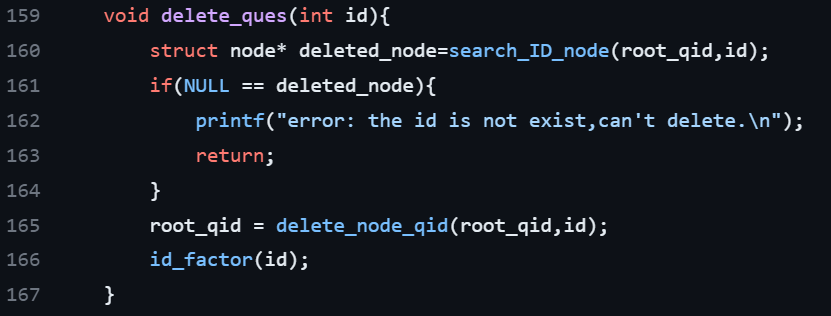 159 void delete_ques(int id){
160 struct node* deleted_node=search_ID_node(root_qid,id);
161 if(NULL == deleted_node){
162 printf("error: the id is not exist,can't delete.\n");
163 return;
164 }
165 root_qid = delete_node_qid(root_qid,id);
166 id_factor(id);
167 }